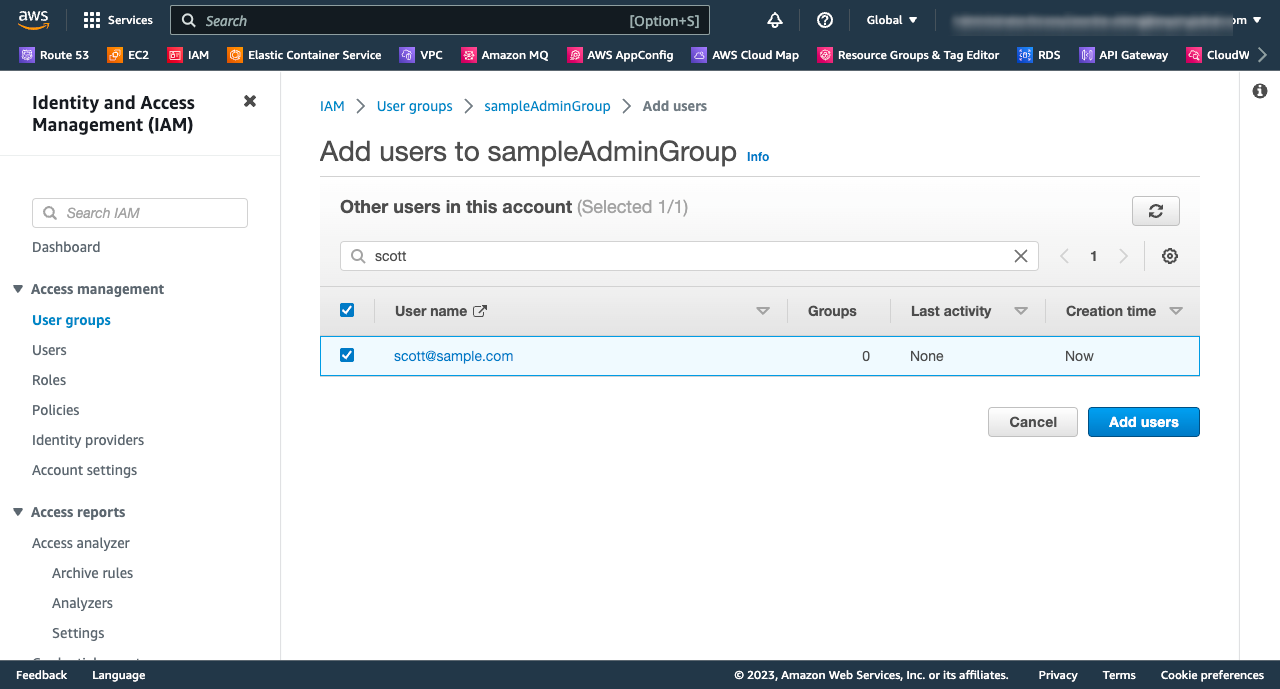 aws Services Search [Option+S] Global om
Route 53 EC2 IAM Elastic Container Service VPC Amazon MQ AWS AppConfig AWS Cloud Map Resource Groups & Tag Editor RDS API Gateway CloudW
Identity and Access
Management (IAM)
Search IAM
Dashboard
Access management
User groups
Users
Roles
Policies
Identity providers
Account settings
Access reports
Access analyzer
Archive rules
Analyzers
Settings
IAM User groups sampleAdminGroup Add users
Add users to sampleAdminGroup Info
Other users in this account (Selected 1/1)
scott 1
User name Groups Last activity Creation time
scott@sample.com 0 None Now
Cancel Add users
Feedback Language © 2023, Amazon Web Services, Inc. or its affiliates. Privacy Terms Cookie preferences